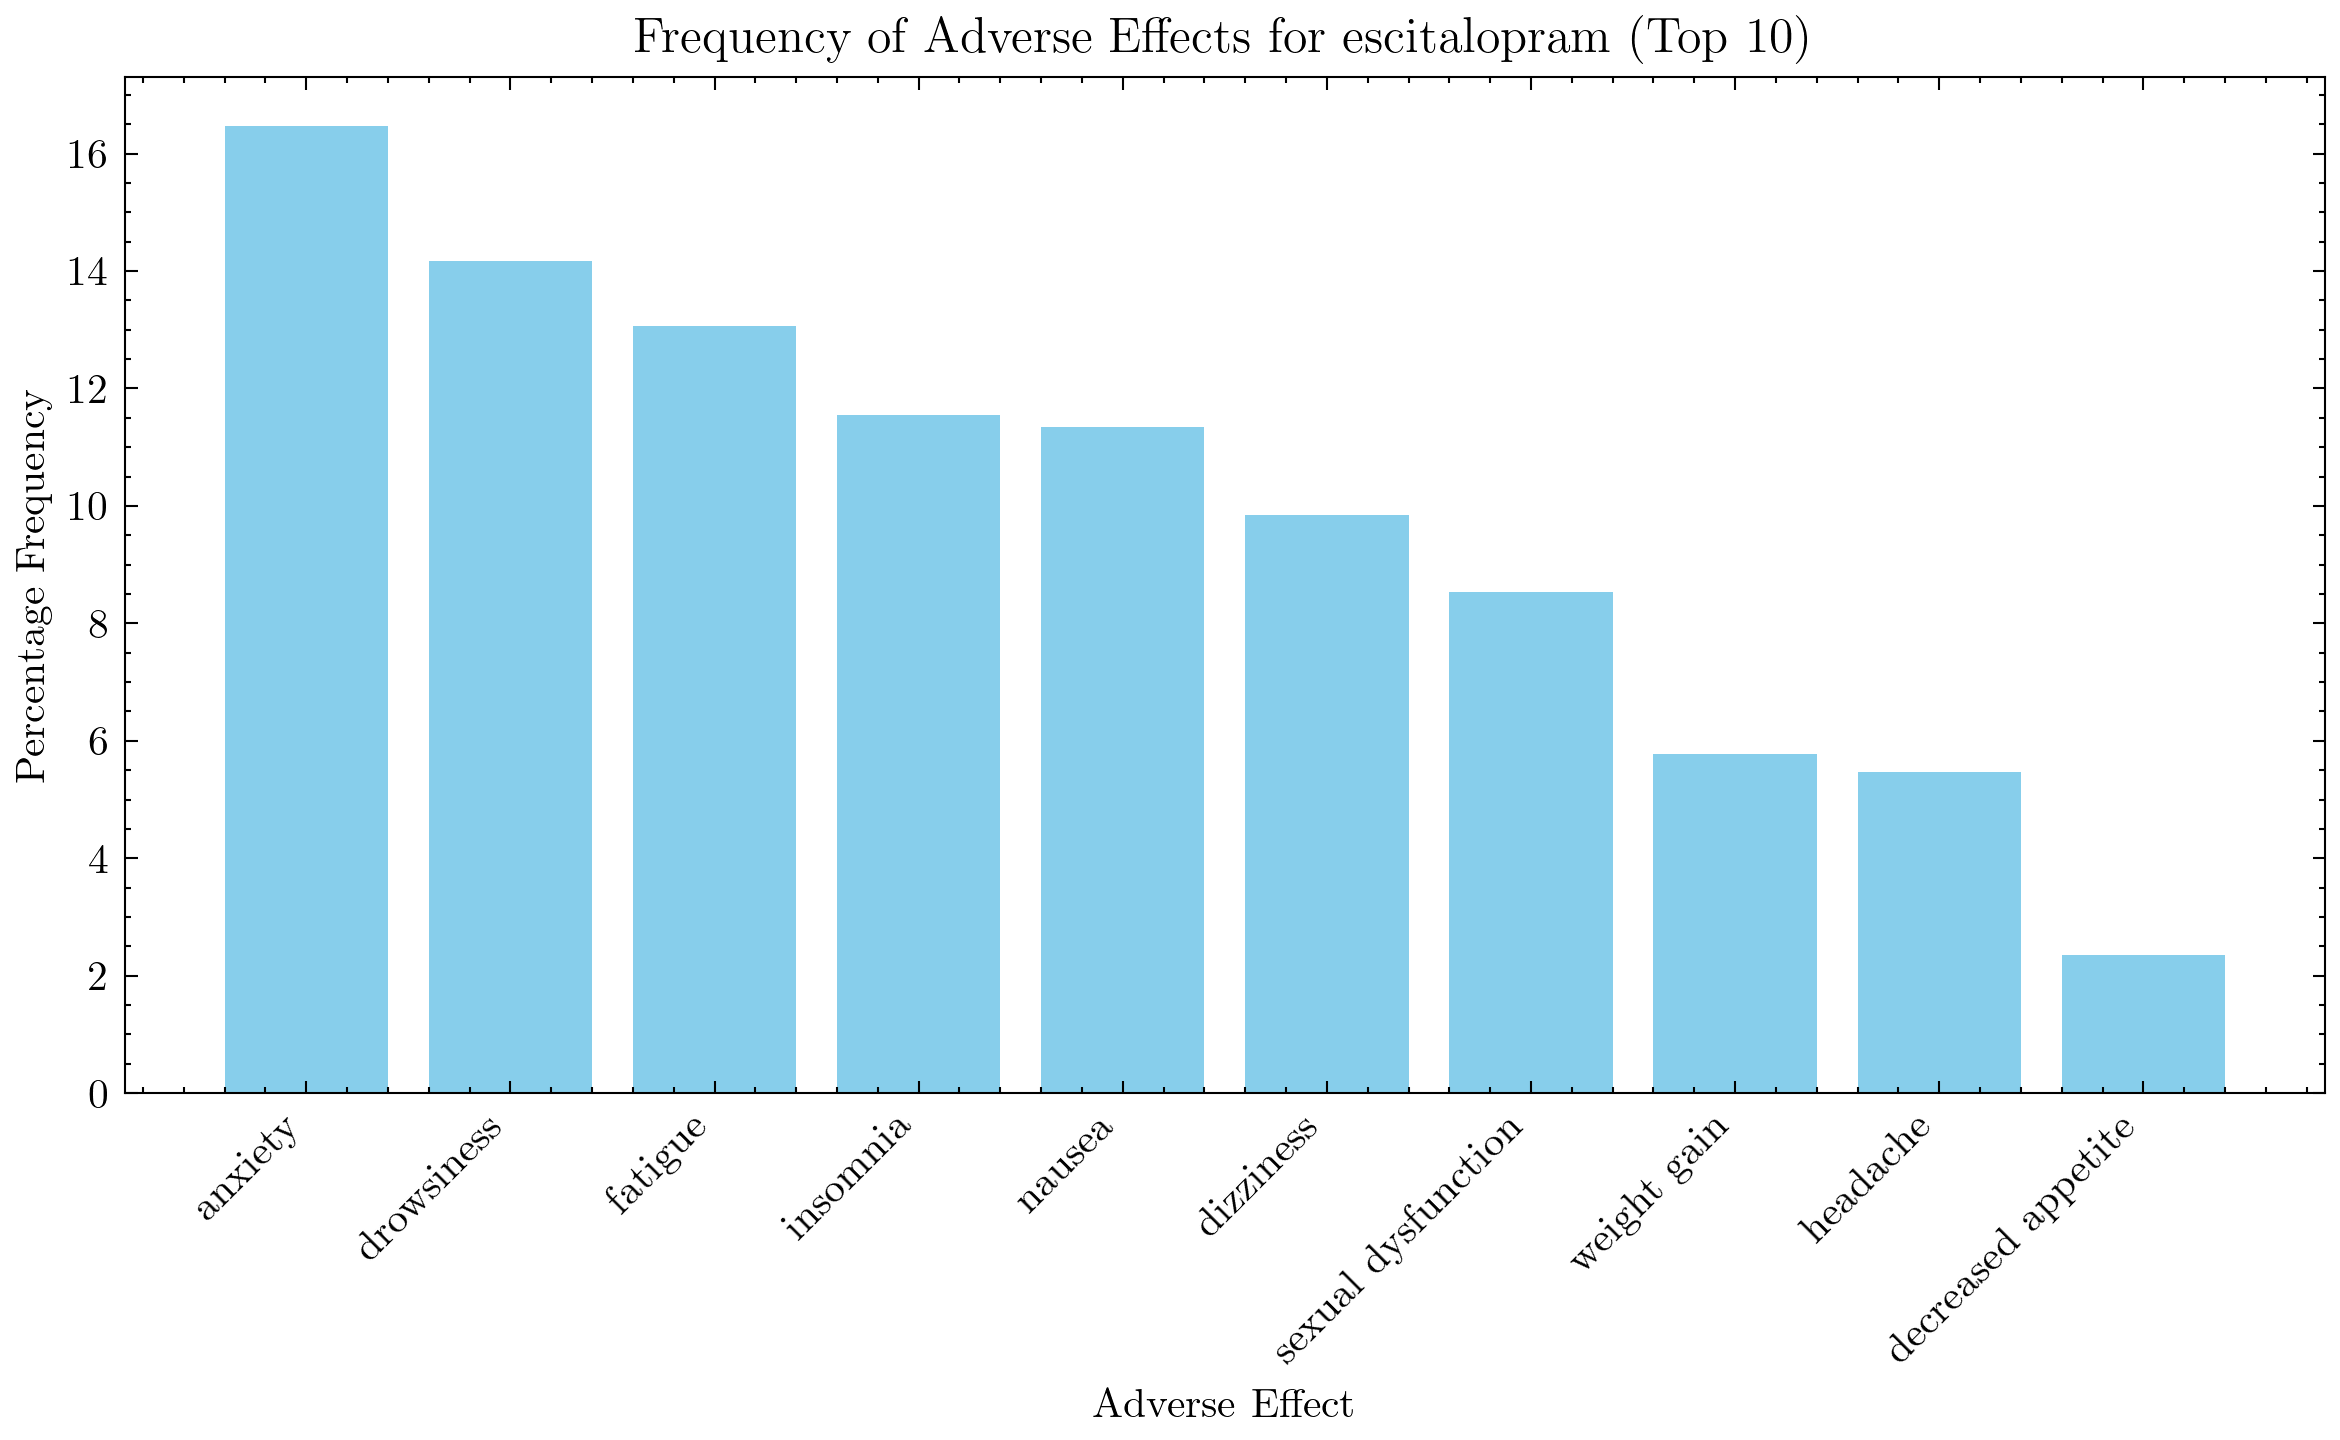 Frequency of Adverse Effects for escitalopram (Top 10)
Percentage Frequency
16
14
12
10
8
6
4
2
0
anxiety
drowsiness
fatigue
insomnia
nausea
dizziness
sexual dysfunction
weight gain
headache
decreased appetite
Adverse Effect